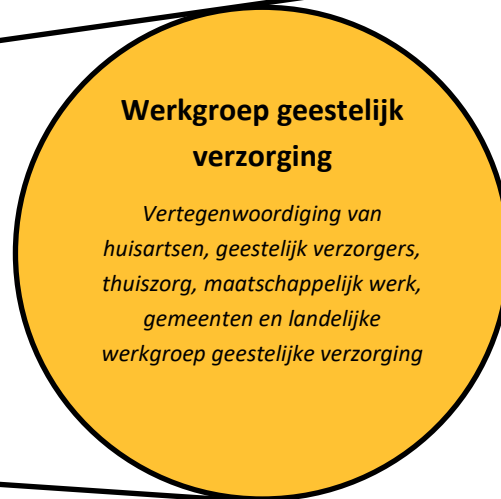 Werkgroep geestelijk
verzorging
Vertegenwoordiging van
huisartsen, geestelijk verzorgers,
thuiszorg, maatschappelijk werk,
gemeenten en landelijke
werkgroep geestelijke verzorging